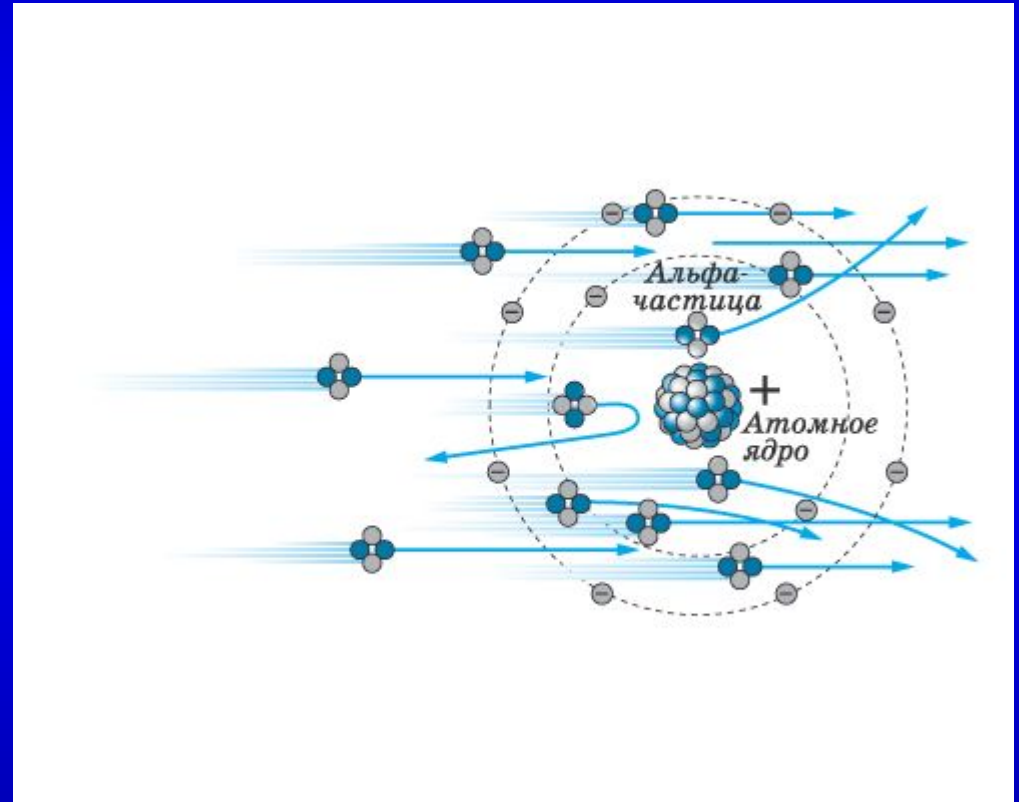 Альфа-
частица
+
Атомное
ядро